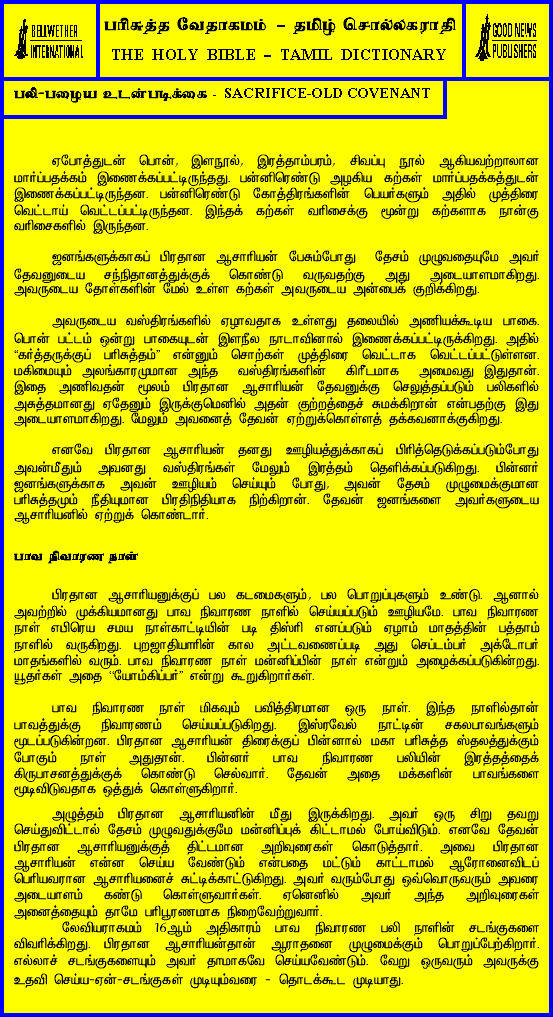 BELLWETHER
INTERNATIONAL
பரிசுத்த வேதாகமம் – தமிழ் சொல்லகராதி
THE HOLY BIBLE – TAMIL DICTIONARY
GOOD NEWS
PUBLISHERS
பலி-பழைய உடன்படிக்கை - SACRIFICE-OLD COVENANT
ஏபோத்துடன் பொன், இளநூல், இரத்தாம்பரம், சிவப்பு நூல் ஆகியவற்றாலான
மார்ப்பதக்கம் இணைக்கப்பட்டிருந்தது. பன்னிரெண்டு அழகிய கற்கள் மார்ப்பதக்கத்துடன்
இணைக்கப்பட்டிருந்தன. பன்னிரெண்டு கோத்திரங்களின் பெயர்களும் அதில் முத்திரை
வெட்டாய் வெட்டப்பட்டிருந்தன. இந்தக் கற்கள் வரிசைக்கு மூன்று கற்களாக நான்கு
வரிசைகளில் இருந்தன.
ஜனங்களுக்காகப் பிரதான ஆசாரியன் பேசும்போது தேசம் முழுவதையுமே அவர்
தேவனுடைய சந்நிதானத்துக்குக் கொண்டு வருவதற்கு அது அடையாளமாகிறது.
அவருடைய தோள்களின் மேல் உள்ள கற்கள் அவருடைய அன்பைக் குறிக்கிறது.
அவருடைய வஸ்திரங்களில் ஏழாவதாக உள்ளது தலையில் அணியக்கூடிய பாகை.
பொன் பட்டம் ஒன்று பாகையுடன் இளநீல நாடாவினால் இணைக்கப்பட்டிருக்கிறது. அதில்
“கர்த்தருக்குப் பரிசுத்தம்” என்னும் சொற்கள் முத்திரை வெட்டாக வெட்டப்பட்டுள்ளன.
மகிமையும் அலங்காரமுமான அந்த வஸ்திரங்களின் கிரீடமாக அமைவது இதுதான்.
இதை அணிவதன் மூலம் பிரதான ஆசாரியன் தேவனுக்கு செலுத்தப்படும் பலிகளில்
அசுத்தமானது ஏதேனும் இருக்குமெனில் அதன் குற்றத்தைச் சுமக்கிறான் என்பதற்கு இது
அடையாளமாகிறது. மேலும் அவனைத் தேவன் ஏற்றுக்கொள்ளத் தக்கவனாக்குகிறது.
எனவே பிரதான ஆசாரியன் தனது ஊழியத்துக்காகப் பிரித்தெடுக்கப்படும்போது
அவன்மீதும் அவனது வஸ்திரங்கள் மேலும் இரத்தம் தெளிக்கப்படுகிறது. பின்னர்
ஜனங்களுக்காக அவன் ஊழியம் செய்யும் போது, அவன் தேசம் முழுமைக்குமான
பரிசுத்தமும் நீதியுமான பிரதிநிதியாக நிற்கிறான். தேவன் ஜனங்களை அவர்களுடைய
ஆசாரியனில் ஏற்றுக் கொண்டார்.
பாவ நிவாரண நாள்
பிரதான ஆசாரியனுக்குப் பல கடமைகளும், பல பொறுப்புகளும் உண்டு. ஆனால்
அவற்றில் முக்கியமானது பாவ நிவாரண நாளில் செய்யப்படும் ஊழியமே. பாவ நிவாரண
நாள் எபிரெய சமய நாள்காட்டியின் படி திஸ்ரி எனப்படும் ஏழாம் மாதத்தின் பத்தாம்
நாளில் வருகிறது. புறஜாதியாரின் கால அட்டவணைப்படி அது செப்டம்பர் அக்டோபர்
மாதங்களில் வரும். பாவ நிவாரண நாள் மன்னிப்பின் நாள் என்றும் அழைக்கப்படுகின்றது.
யூதர்கள் அதை “யோம்கிப்பர்” என்று கூறுகிறார்கள்.
பாவ நிவாரண நாள் மிகவும் பவித்திரமான ஒரு நாள். இந்த நாளில்தான்
பாவத்துக்கு நிவாரணம் செய்யப்படுகிறது. இஸ்ரவேல் நாட்டின் சகலபாவங்களும்
மூடப்படுகின்றன. பிரதான ஆசாரியன் திரைக்குப் பின்னால் மகா பரிசுத்த ஸ்தலத்துக்கும்
போகும் நாள் அதுதான். பின்னர் பாவ நிவாரண பலியின் இரத்தத்தைக்
கிருபாசனத்துக்குக் கொண்டு செல்வார். தேவன் அதை மக்களின் பாவங்களை
மூடிவிடுவதாக ஒத்துக் கொள்ளுகிறார்.
அழுத்தம் பிரதான ஆசாரியனின் மீது இருக்கிறது. அவர் ஒரு சிறு தவறு
செய்துவிட்டால் தேசம் முழுவதுக்குமே மன்னிப்புக் கிட்டாமல் போய்விடும். எனவே தேவன்
பிரதான ஆசாரியனுக்குத் திட்டமான அறிவுரைகள் கொடுத்தார். அவை பிரதான
ஆசாரியன் என்ன செய்ய வேண்டும் என்பதை மட்டும் காட்டாமல் ஆரோனைவிடப்
பெரியவரான ஆசாரியனைச் சுட்டிக்காட்டுகிறது. அவர் வரும்போது ஒவ்வொருவரும் அவரை
அடையாளம் கண்டு கொள்ளுவார்கள். ஏனெனில் அவர் அந்த அறிவுரைகள்
அனைத்தையும் தாமே பரிபூரணமாக நிறைவேற்றுவார்.
லேவியராகமம் 16ஆம் அதிகாரம் பாவ நிவாரண பலி நாளின் சடங்குகளை
விவரிக்கிறது. பிரதான ஆசாரியன்தான் ஆராதனை முழுமைக்கும் பொறுப்பேற்கிறார்.
எல்லாச் சடங்குகளையும் அவர் தாமாகவே செய்யவேண்டும். வேறு ஒருவரும் அவருக்கு
உதவி செய்ய-ஏன்-சடங்குகள் முடியும்வரை - தொடக்கூட முடியாது.